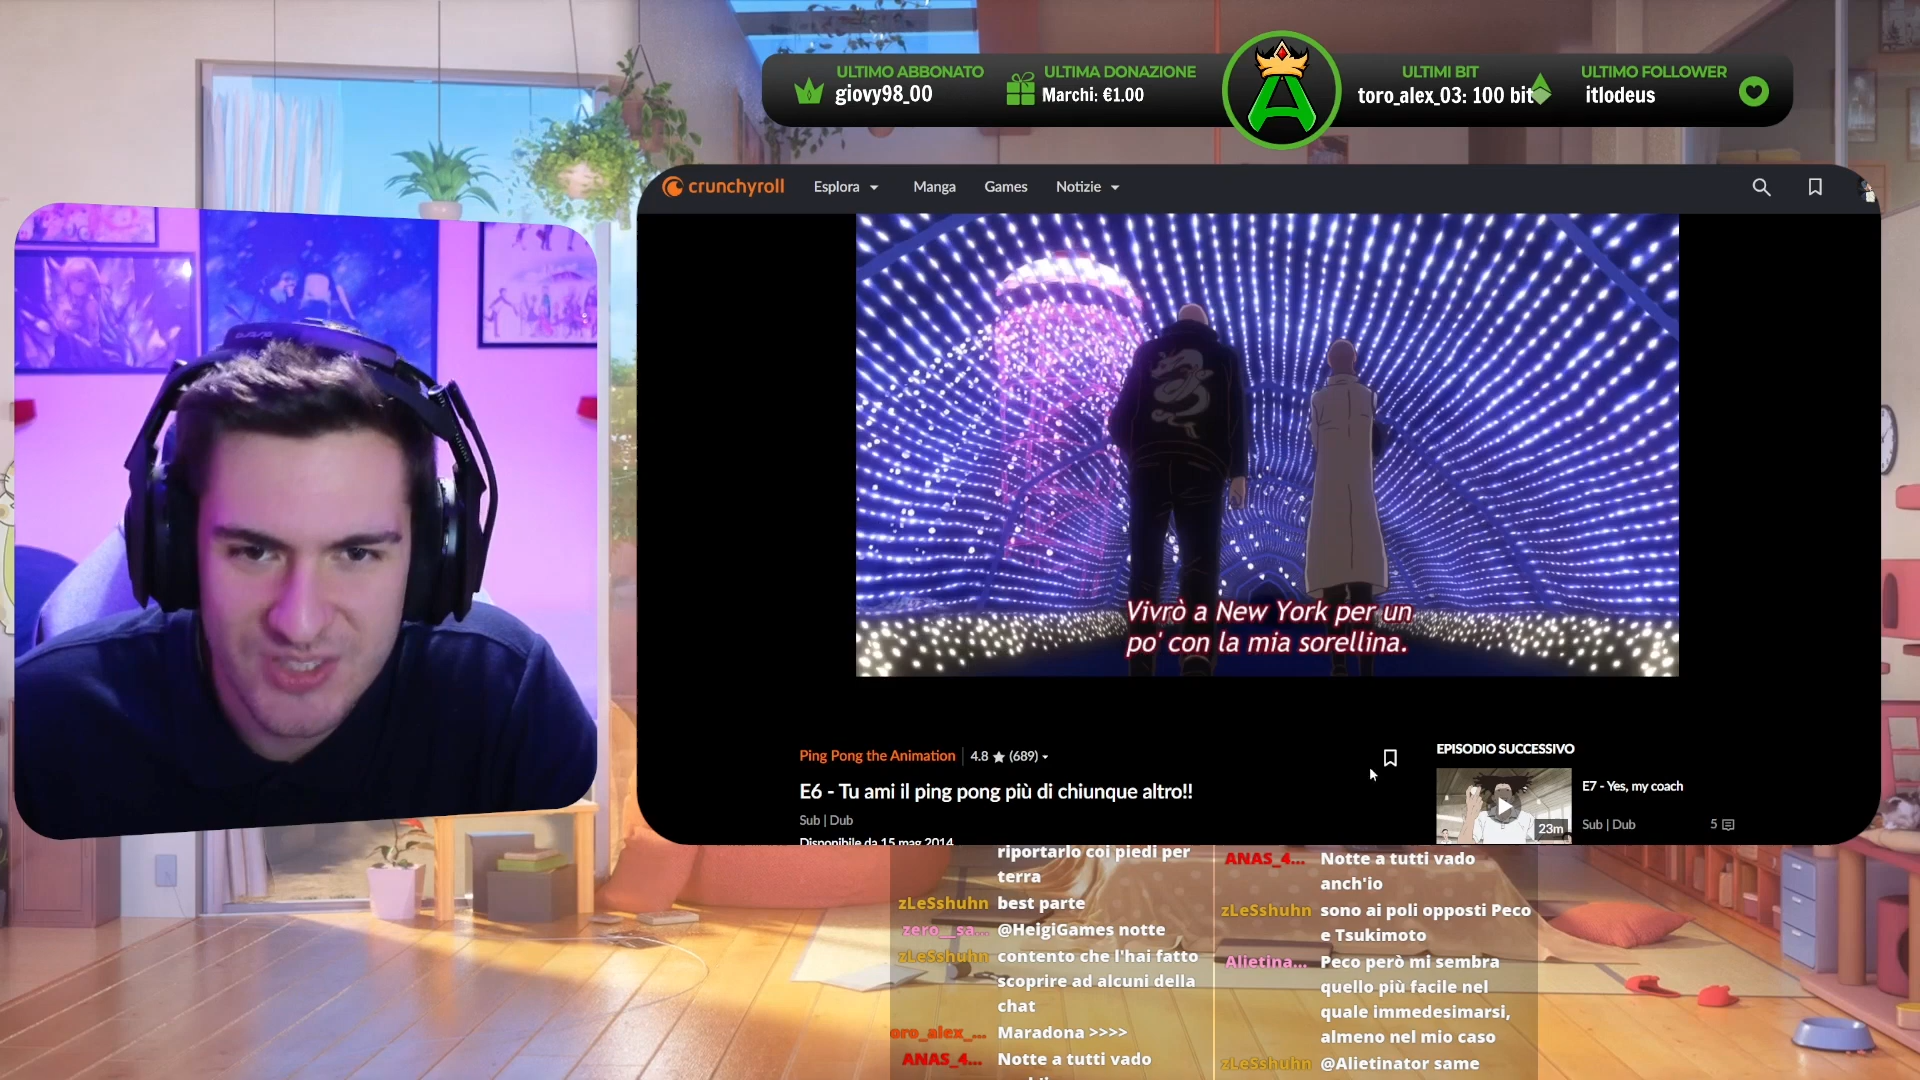 ULTIMO ABBONATO
giovy98_00
ULTIMA DONAZIONE
Marchi: €1.00
ULTIMI BIT
toro_alex_03: 100 bit
ULTIMO FOLLOWER
itlodeus
crunchyroll
Esplora
Manga
Games
Notizie
Vivrò a New York per un
po' con la mia sorellina.
Ping Pong the Animation
4.8 ★ (689)
E6 - Tu ami il ping pong più di chiunque altro!!
Sub | Dub
Disponibile da 15 mag 2014
EPISODIO SUCCESSIVO
23m
E7 - Yes, my coach
Sub | Dub
5
riportarlo coi piedi per
terra
zLeSshuhn best parte
zero__sa... @HeigiGames notte
zLeSshuhn contento che l'hai fatto
scoprire ad alcuni della
chat
oro_alex_... Maradona >>>>
ANAS_4... Notte a tutti vado
ANAS_4... Notte a tutti vado
anch'io
zLeSshuhn sono ai poli opposti Peco
e Tsukimoto
Alietina... Peco però mi sembra
quello più facile nel
quale immedesimarsi,
almeno nel mio caso
zLeSshuhn @Alietinator same